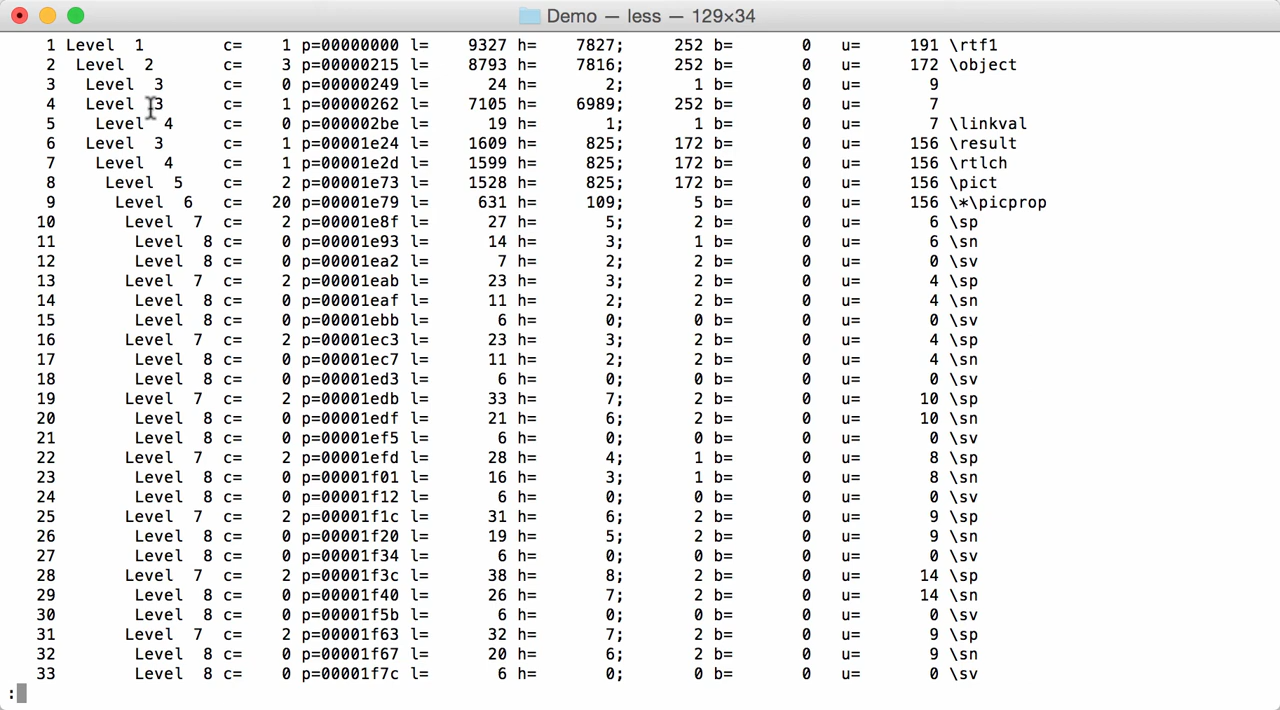 Demo — less — 129×34
1 Level 1 c= 1 p=00000000 l= 9327 h= 7827; 252 b= 0 u= 191 \rtf1
2 Level 2 c= 3 p=00000215 l= 8793 h= 7816; 252 b= 0 u= 172 \object
3 Level 3 c= 0 p=00000249 l= 24 h= 2; 1 b= 0 u= 9
4 Level 3 c= 1 p=00000262 l= 7105 h= 6989; 252 b= 0 u= 7
5 Level 4 c= 0 p=000002be l= 19 h= 1; 1 b= 0 u= 7 \linkval
6 Level 3 c= 1 p=00001e24 l= 1609 h= 825; 172 b= 0 u= 156 \result
7 Level 4 c= 1 p=00001e2d l= 1599 h= 825; 172 b= 0 u= 156 \rtlch
8 Level 5 c= 2 p=00001e73 l= 1528 h= 825; 172 b= 0 u= 156 \pict
9 Level 6 c= 20 p=00001e79 l= 631 h= 109; 5 b= 0 u= 156 \*\picprop
10 Level 7 c= 2 p=00001e8f l= 27 h= 5; 2 b= 0 u= 6 \sp
11 Level 8 c= 0 p=00001e93 l= 14 h= 3; 1 b= 0 u= 6 \sn
12 Level 8 c= 0 p=00001ea2 l= 7 h= 2; 2 b= 0 u= 0 \sv
13 Level 7 c= 2 p=00001eab l= 23 h= 3; 2 b= 0 u= 4 \sp
14 Level 8 c= 0 p=00001eaf l= 11 h= 2; 2 b= 0 u= 4 \sn
15 Level 8 c= 0 p=00001ebb l= 6 h= 0; 0 b= 0 u= 0 \sv
16 Level 7 c= 2 p=00001ec3 l= 23 h= 3; 2 b= 0 u= 4 \sp
17 Level 8 c= 0 p=00001ec7 l= 11 h= 2; 2 b= 0 u= 4 \sn
18 Level 8 c= 0 p=00001ed3 l= 6 h= 0; 0 b= 0 u= 0 \sv
19 Level 7 c= 2 p=00001edb l= 33 h= 7; 2 b= 0 u= 10 \sp
20 Level 8 c= 0 p=00001edf l= 21 h= 6; 2 b= 0 u= 10 \sn
21 Level 8 c= 0 p=00001ef5 l= 6 h= 0; 0 b= 0 u= 0 \sv
22 Level 7 c= 2 p=00001efd l= 28 h= 4; 1 b= 0 u= 8 \sp
23 Level 8 c= 0 p=00001f01 l= 16 h= 3; 1 b= 0 u= 8 \sn
24 Level 8 c= 0 p=00001f12 l= 6 h= 0; 0 b= 0 u= 0 \sv
25 Level 7 c= 2 p=00001f1c l= 31 h= 6; 2 b= 0 u= 9 \sp
26 Level 8 c= 0 p=00001f20 l= 19 h= 5; 2 b= 0 u= 9 \sn
27 Level 8 c= 0 p=00001f34 l= 6 h= 0; 0 b= 0 u= 0 \sv
28 Level 7 c= 2 p=00001f3c l= 38 h= 8; 2 b= 0 u= 14 \sp
29 Level 8 c= 0 p=00001f40 l= 26 h= 7; 2 b= 0 u= 14 \sn
30 Level 8 c= 0 p=00001f5b l= 6 h= 0; 0 b= 0 u= 0 \sv
31 Level 7 c= 2 p=00001f63 l= 32 h= 7; 2 b= 0 u= 9 \sp
32 Level 8 c= 0 p=00001f67 l= 20 h= 6; 2 b= 0 u= 9 \sn
33 Level 8 c= 0 p=00001f7c l= 6 h= 0; 0 b= 0 u= 0 \sv
: